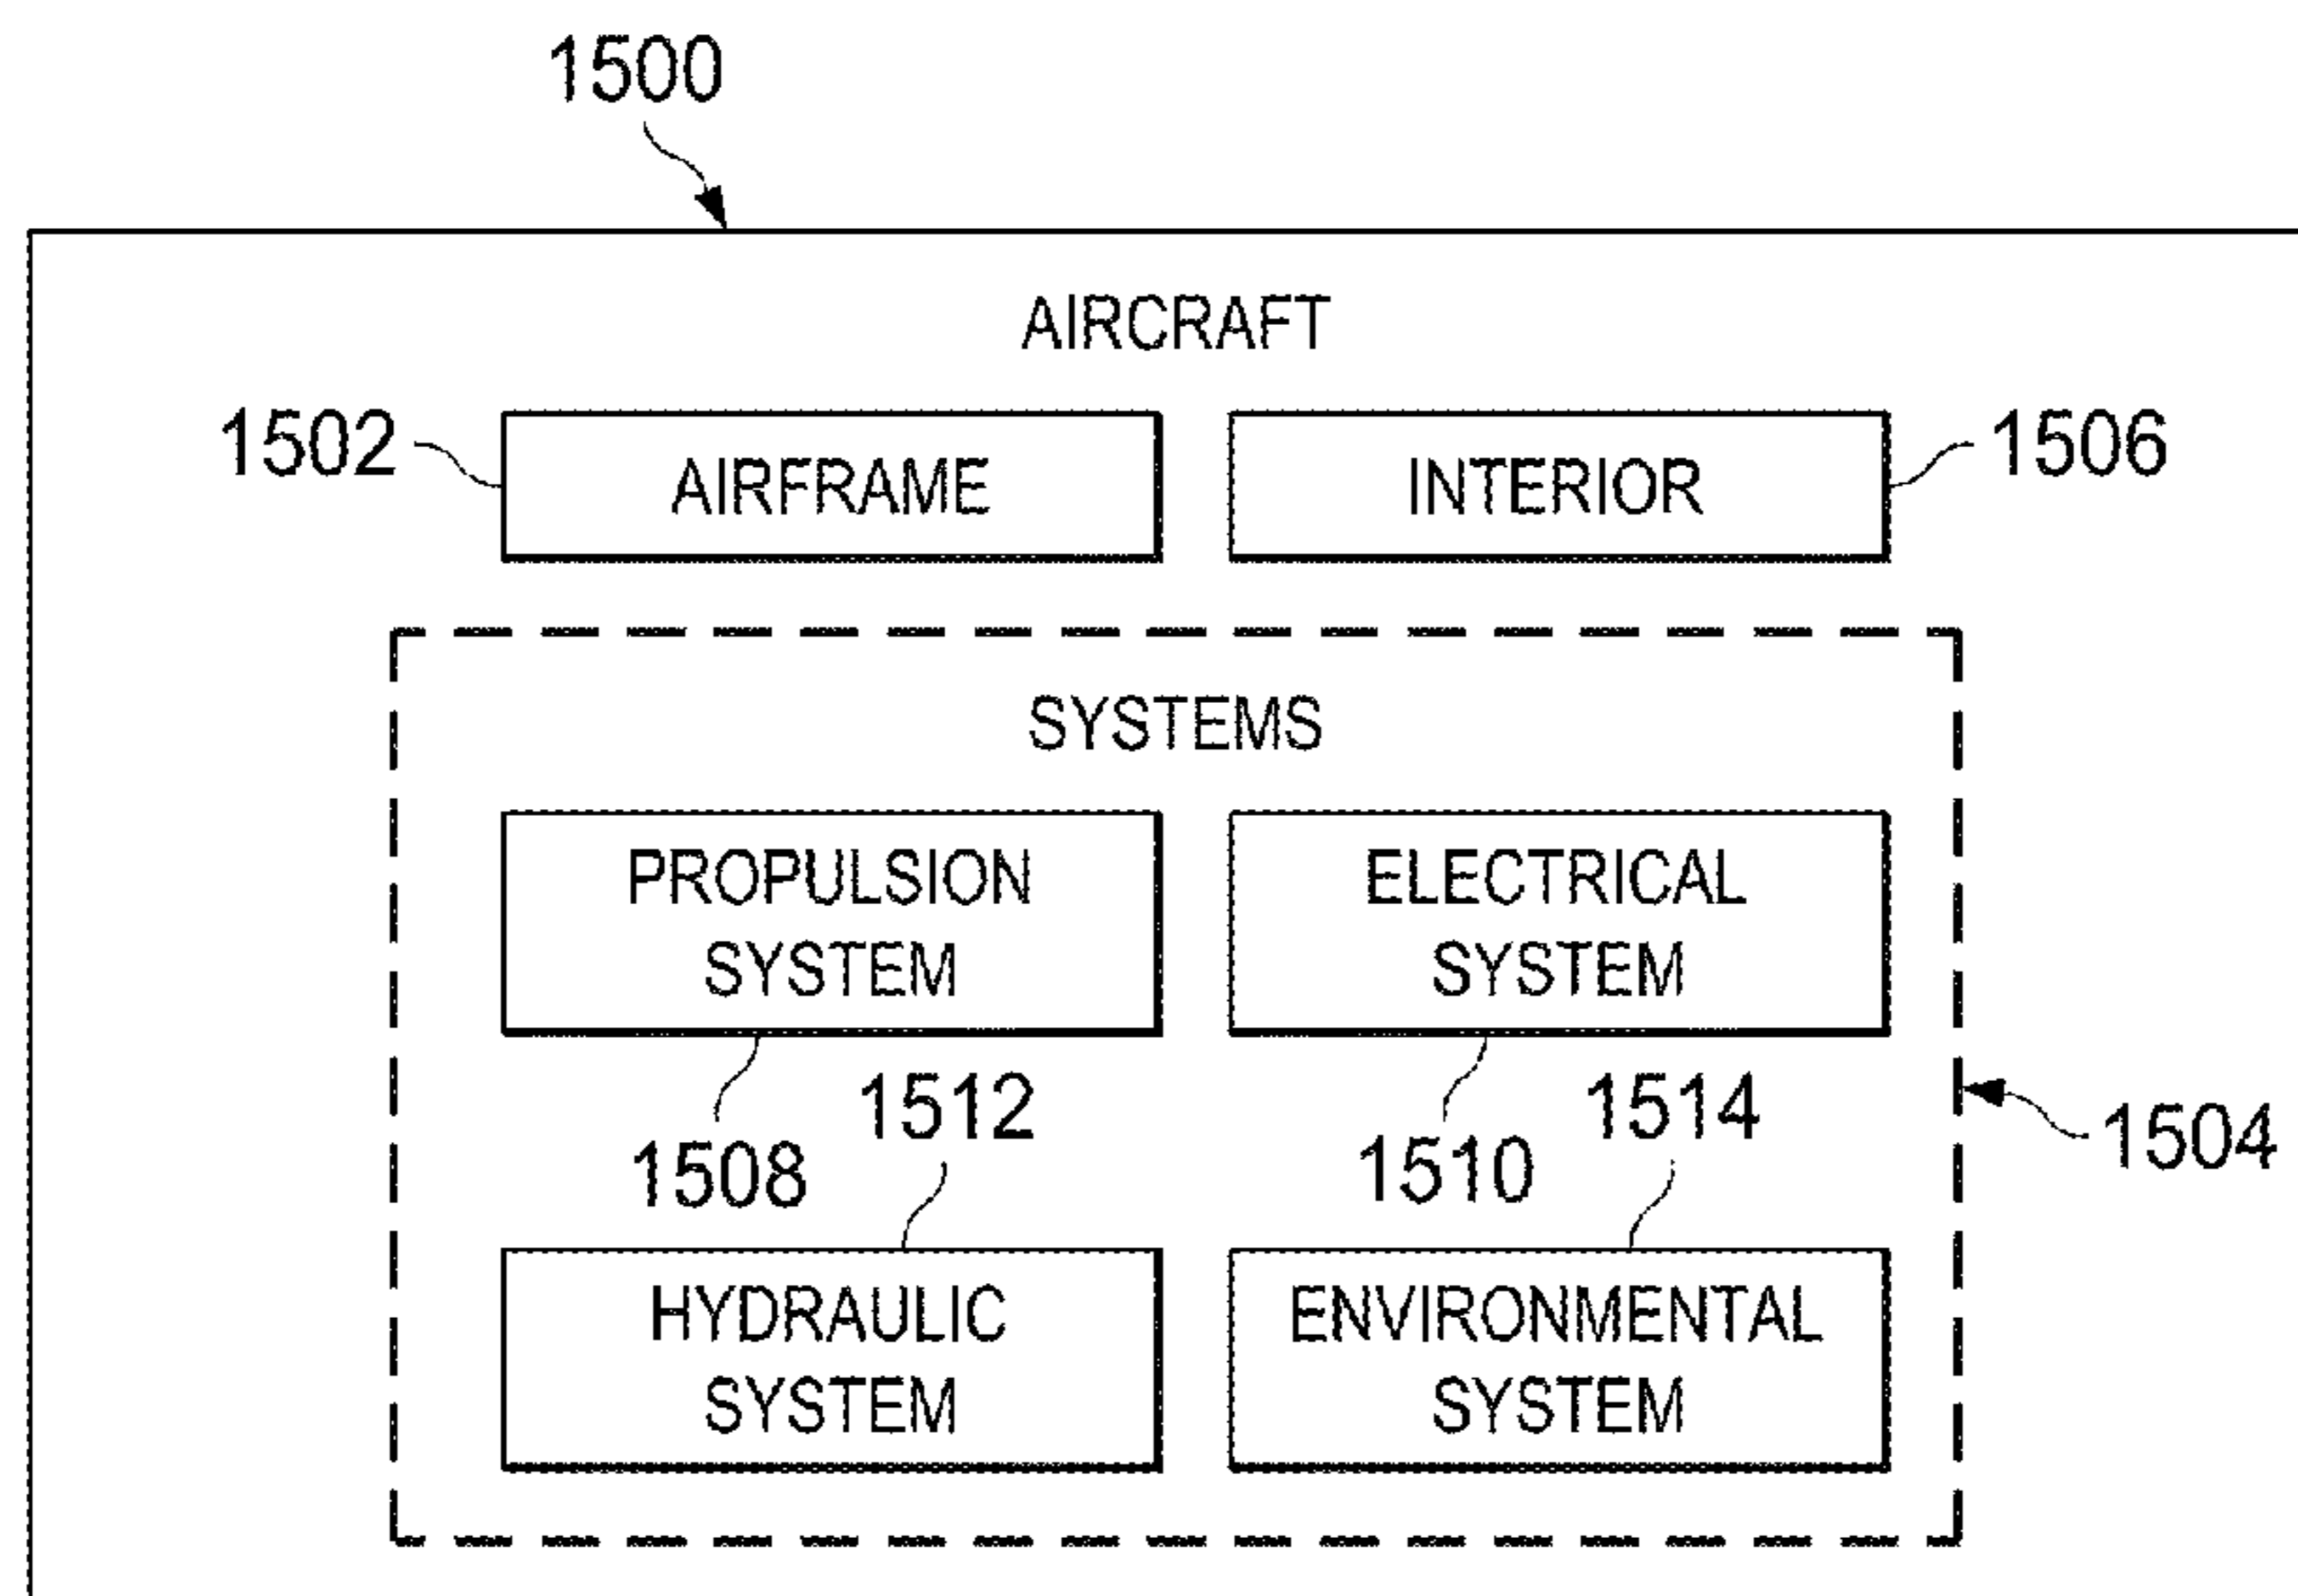 1500
AIRCRAFT
1502
AIRFRAME
INTERIOR
1506
SYSTEMS
PROPULSION
SYSTEM
ELECTRICAL
SYSTEM
1508
1512
1510
1514
1504
HYDRAULIC
SYSTEM
ENVIRONMENTAL
SYSTEM